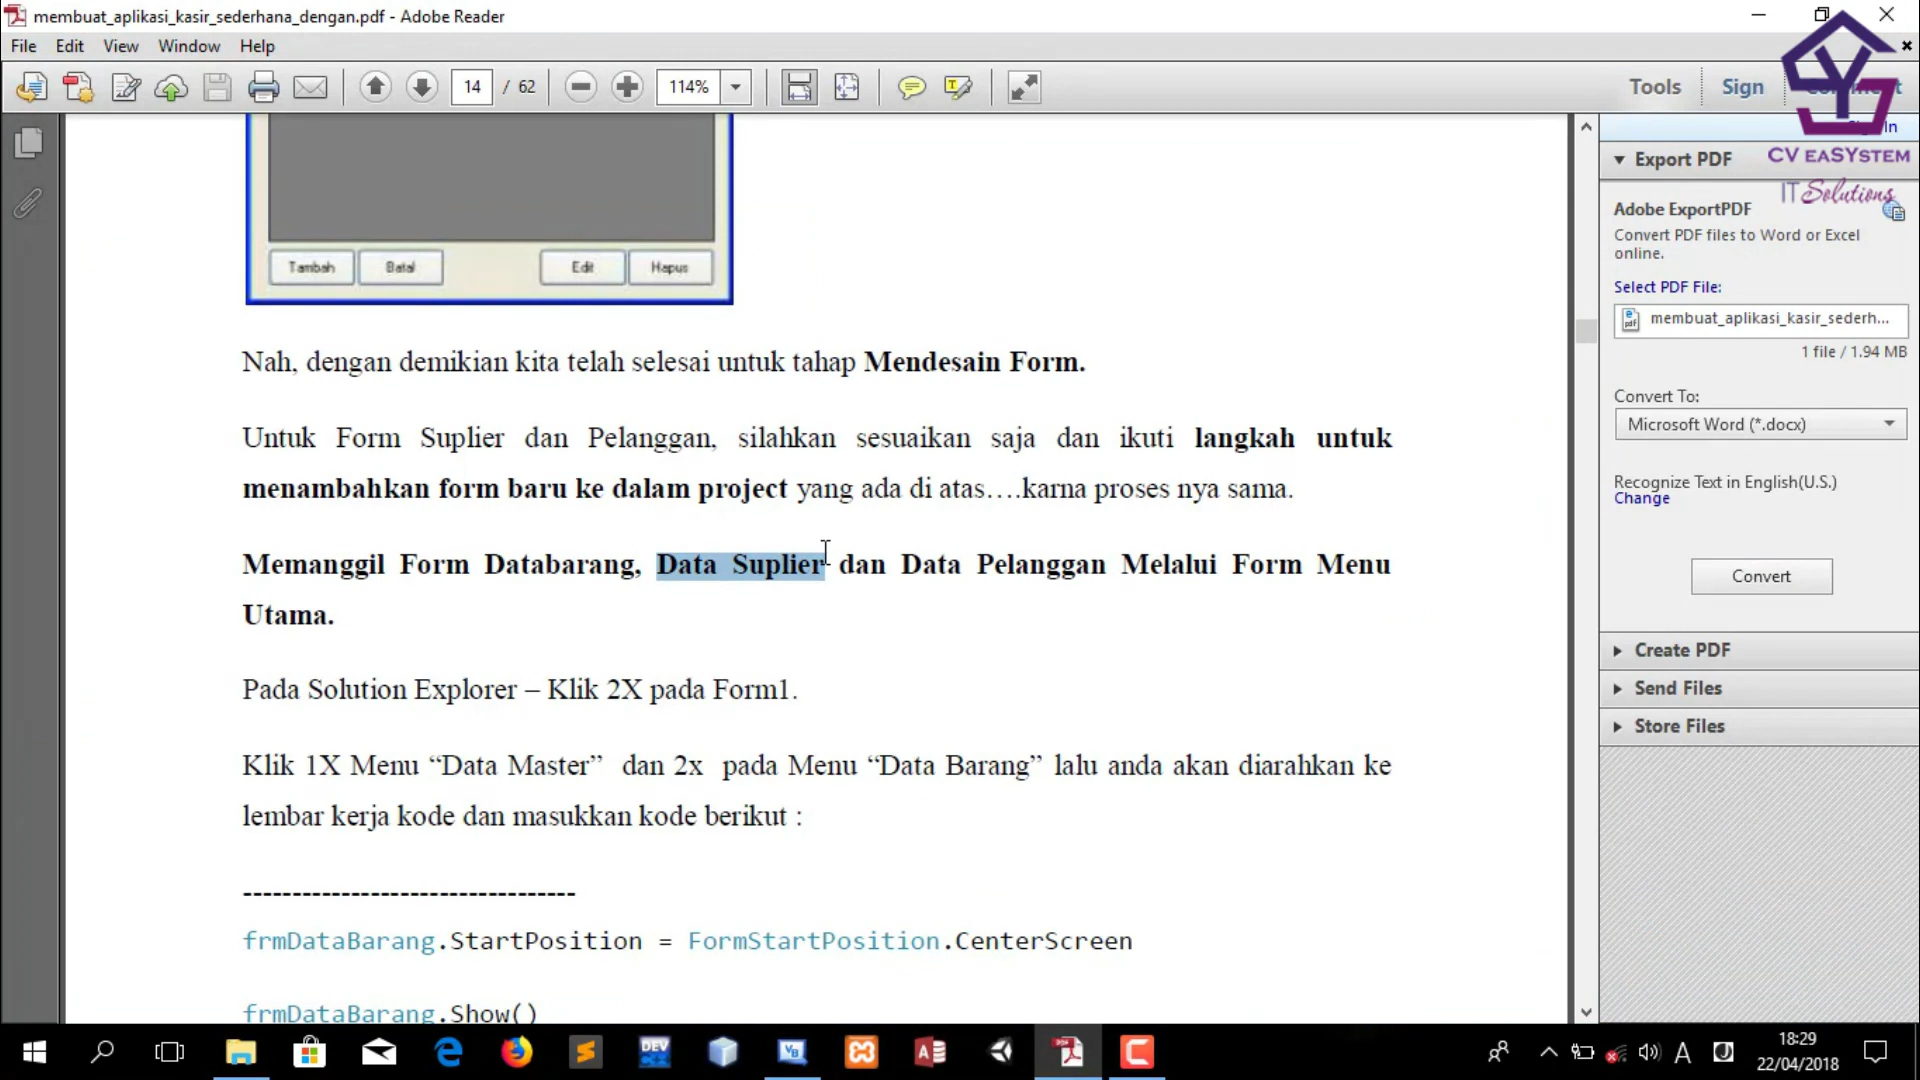 membuat_aplikasi_kasir_sederhana_dengan.pdf - Adobe Reader
File Edit View Window Help
14 / 62 114% Tools Sign
In
CV eaSYstem
IT Solutions
Export PDF
Adobe ExportPDF
Convert PDF files to Word or Excel
online.
Select PDF File:
membuat_aplikasi_kasir_sederh...
1 file / 1.94 MB
Convert To:
Microsoft Word (*.docx)
Recognize Text in English(U.S.)
Change
Convert
Create PDF
Send Files
Store Files
Tambah Batal Edit Hapus
Nah, dengan demikian kita telah selesai untuk tahap Mendesain Form.
Untuk Form Suplier dan Pelanggan, silahkan sesuaikan saja dan ikuti langkah untuk
menambahkan form baru ke dalam project yang ada di atas….karna proses nya sama.
Memanggil Form Databarang, Data Suplier dan Data Pelanggan Melalui Form Menu
Utama.
Pada Solution Explorer – Klik 2X pada Form1.
Klik 1X Menu “Data Master” dan 2x pada Menu “Data Barang” lalu anda akan diarahkan ke
lembar kerja kode dan masukkan kode berikut :
----------------------------------
frmDataBarang.StartPosition = FormStartPosition.CenterScreen
frmDataBarang.Show()
18:29
22/04/2018